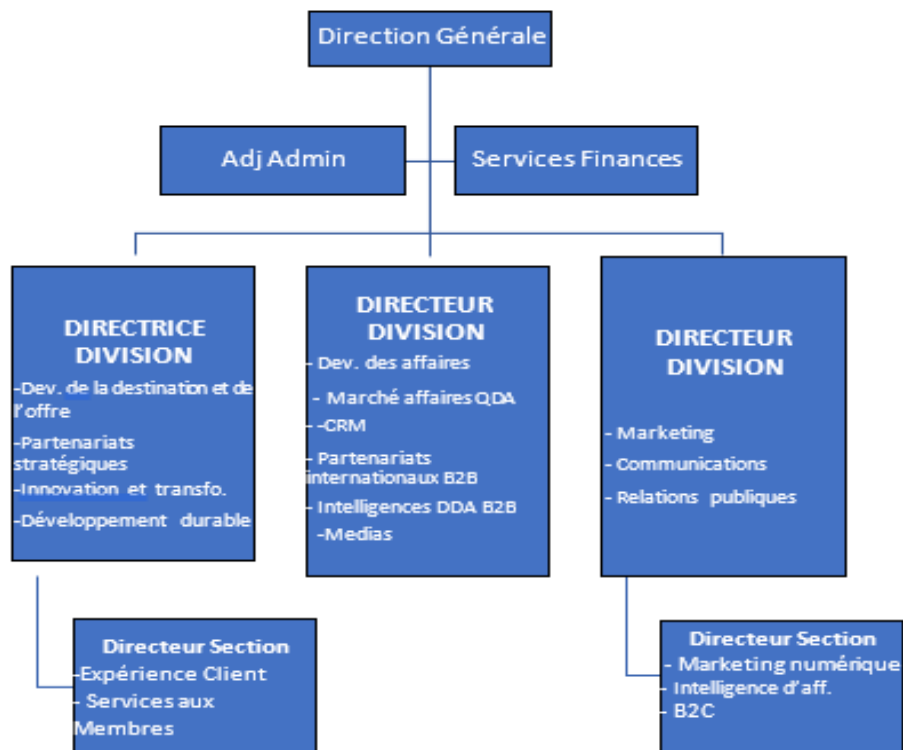 Direction Générale
Adj Admin
Services Finances
DIRECTRICE
DIVISION
-Dev. de la destination et de
l'offre
-Partenariats
stratégiques
-Innovation et transfo.
-Développement durable
DIRECTEUR
DIVISION
- Dev. des affaires
- Marché affaires QDA
- -CRM
- Partenariats
internationaux B2B
- Intelligences DDA B2B
-Medias
DIRECTEUR
DIVISION
- Marketing
- Communications
- Relations publiques
Directeur Section
-Expérience Client
- Services aux
Membres
Directeur Section
- Marketing numérique
- Intelligence d'aff.
- B2C